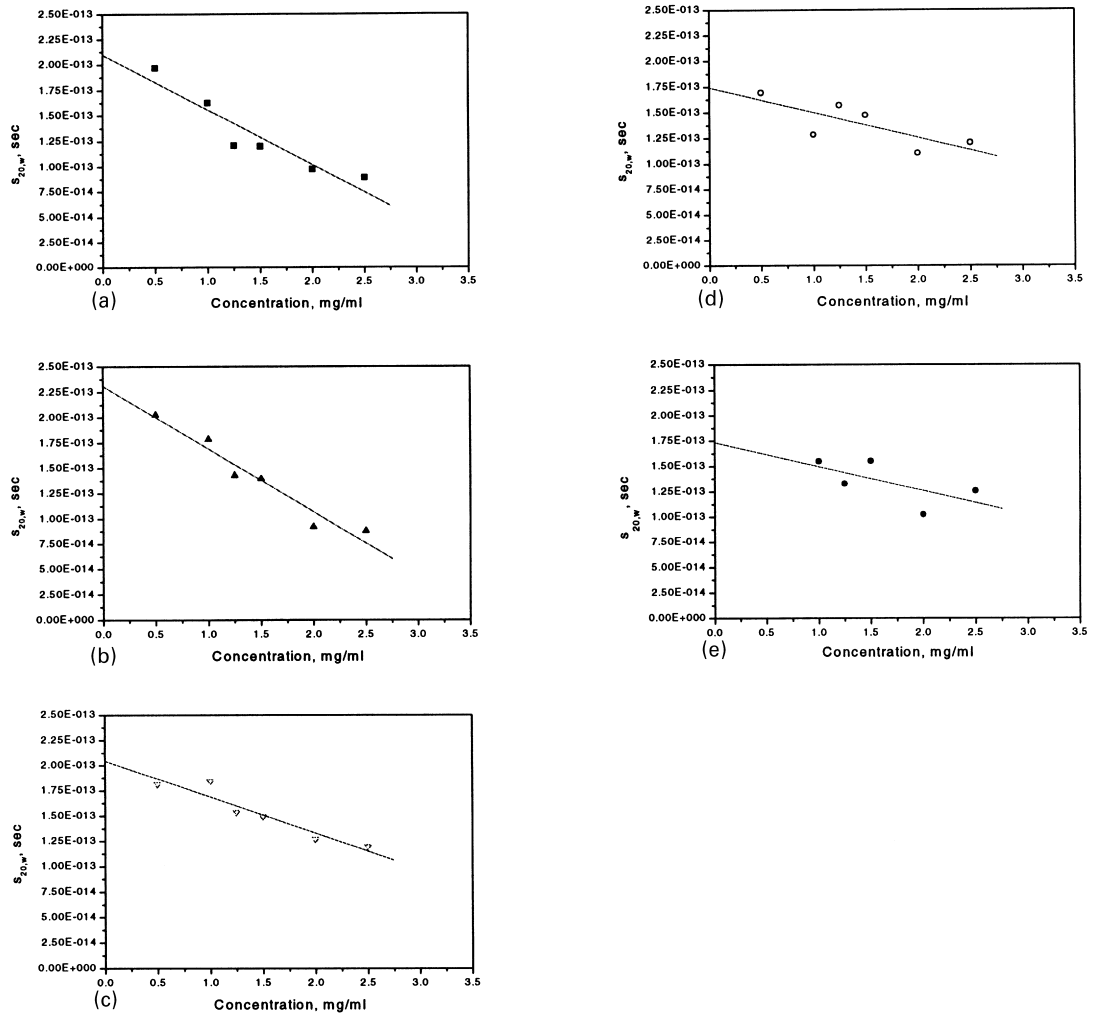 2.50E-013
2.25E-013
2.00E-013
1.75E-013
1.50E-013
1.25E-013
1.00E-013
7.50E-014
5.00E-014
2.50E-014
0.00E+000
s20,w, sec
0.0 0.5 1.0 1.5 2.0 2.5 3.0 3.5
Concentration, mg/ml
(a)
2.50E-013
2.25E-013
2.00E-013
1.75E-013
1.50E-013
1.25E-013
1.00E-013
7.50E-014
5.00E-014
2.50E-014
0.00E+000
s20,w, sec
0.0 0.5 1.0 1.5 2.0 2.5 3.0 3.5
Concentration, mg/ml
(b)
2.50E-013
2.25E-013
2.00E-013
1.75E-013
1.50E-013
1.25E-013
1.00E-013
7.50E-014
5.00E-014
2.50E-014
0.00E+000
s20,w, sec
0.0 0.5 1.0 1.5 2.0 2.5 3.0 3.5
Concentration, mg/ml
(c)
2.50E-013
2.25E-013
2.00E-013
1.75E-013
1.50E-013
1.25E-013
1.00E-013
7.50E-014
5.00E-014
2.50E-014
0.00E+000
s20,w, sec
0.0 0.5 1.0 1.5 2.0 2.5 3.0 3.5
Concentration, mg/ml
(d)
2.50E-013
2.25E-013
2.00E-013
1.75E-013
1.50E-013
1.25E-013
1.00E-013
7.50E-014
5.00E-014
2.50E-014
0.00E+000
s20,w, sec
0.0 0.5 1.0 1.5 2.0 2.5 3.0 3.5
Concentration, mg/ml
(e)